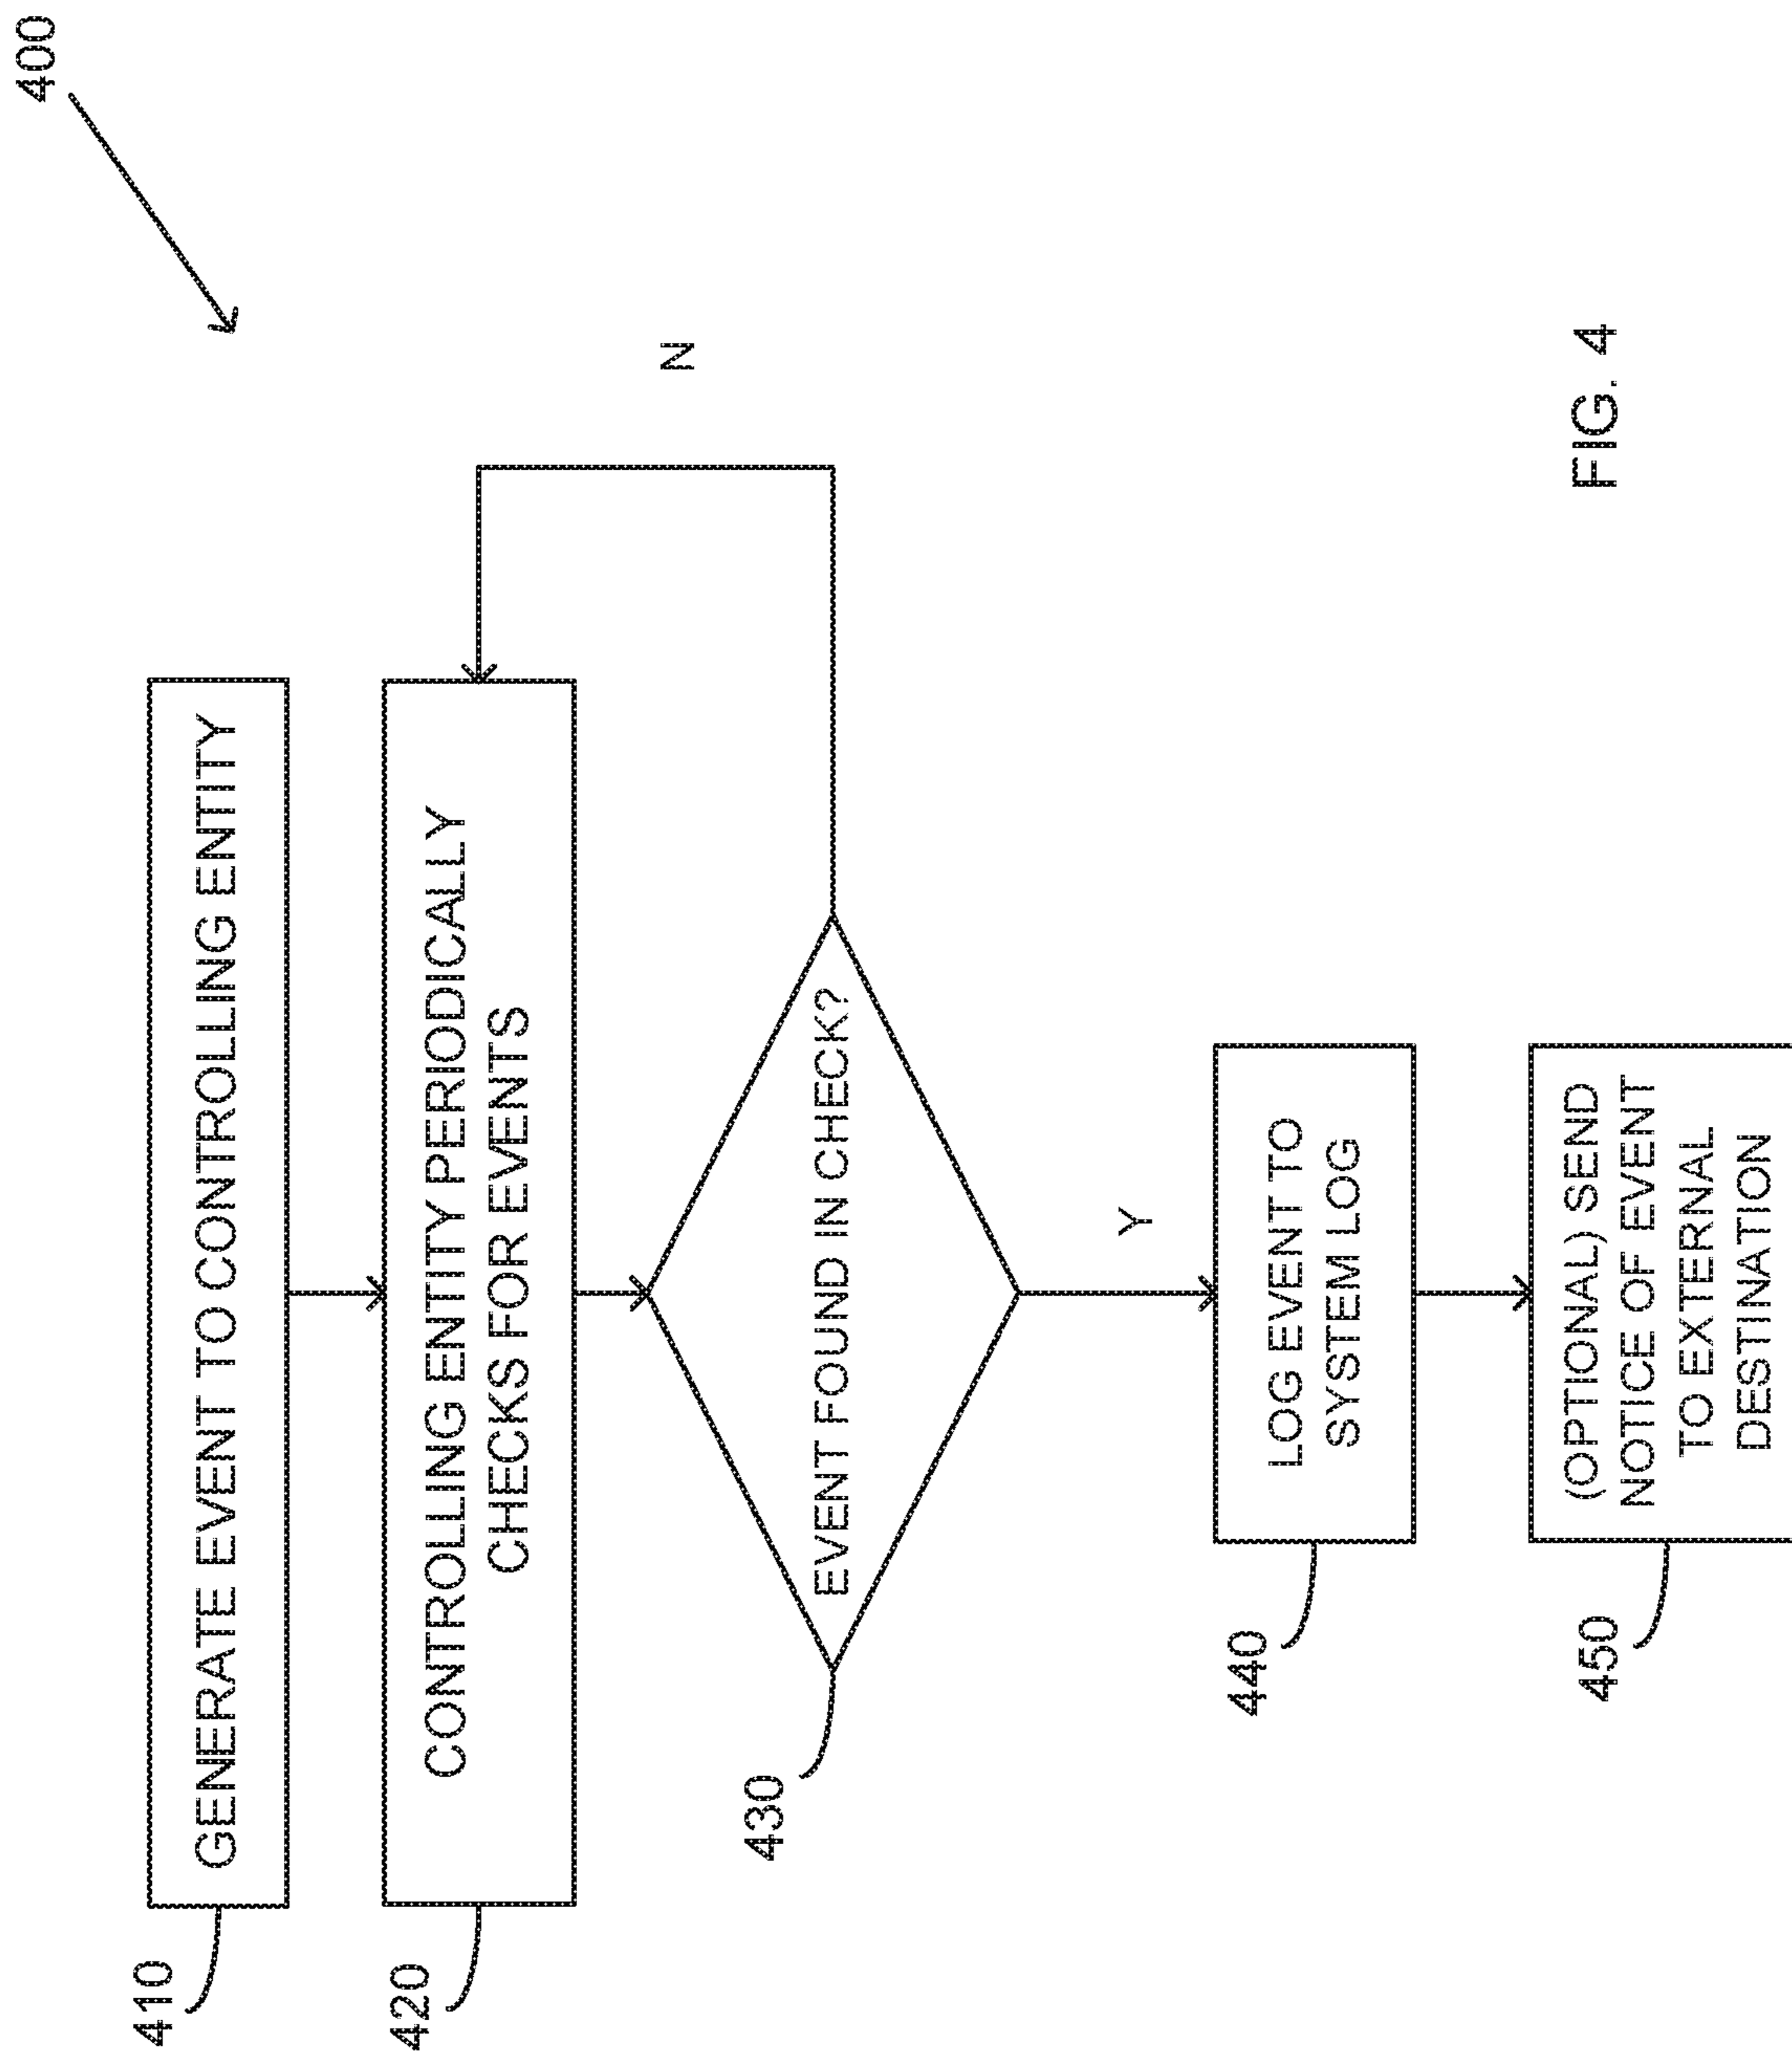 400
410
GENERATE EVENT TO CONTROLLING ENTITY
420
CONTROLLING ENTITY PERIODICALLY
CHECKS FOR EVENTS
N
430
EVENT FOUND IN CHECK?
Y
440
LOG EVENT TO
SYSTEM LOG
450
(OPTIONAL) SEND
NOTICE OF EVENT
TO EXTERNAL
DESTINATION
FIG. 4